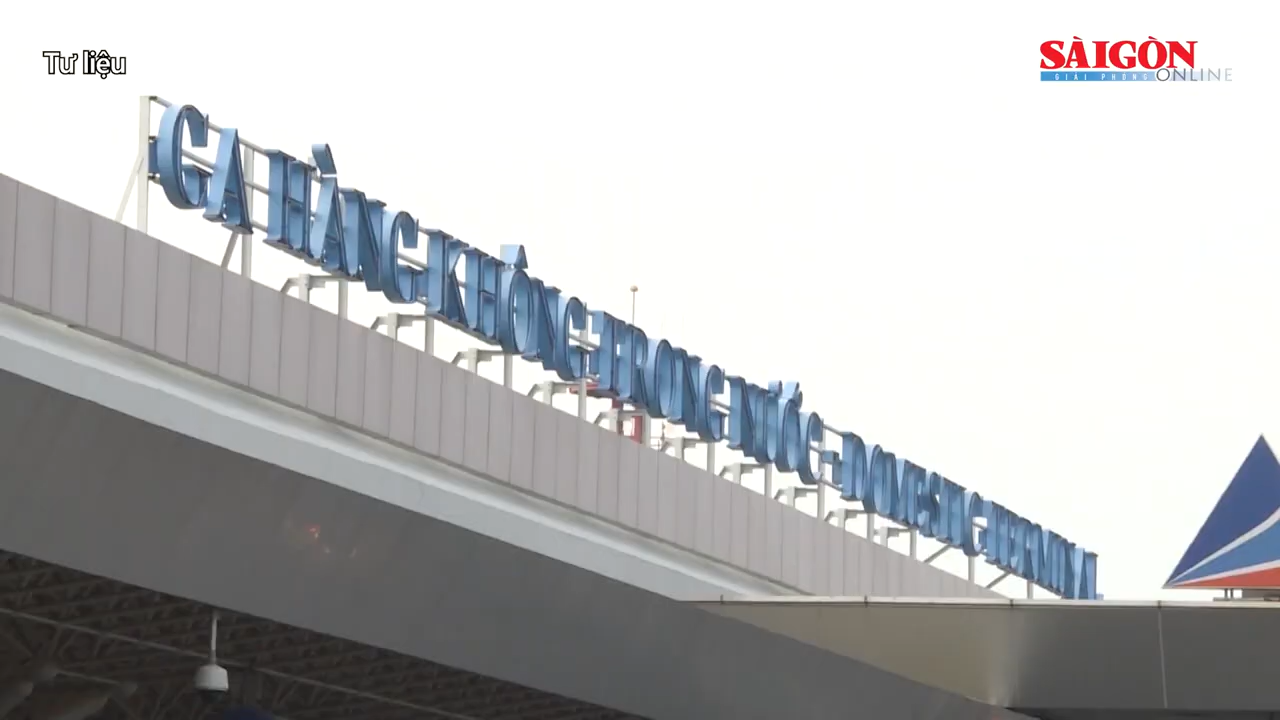 Tư liệu
SÀIGÒN
GIẢI PHÓNG ONLINE
GA HÀNG KHÔNG TRONG NƯỚC - DOMESTIC TERMINAL